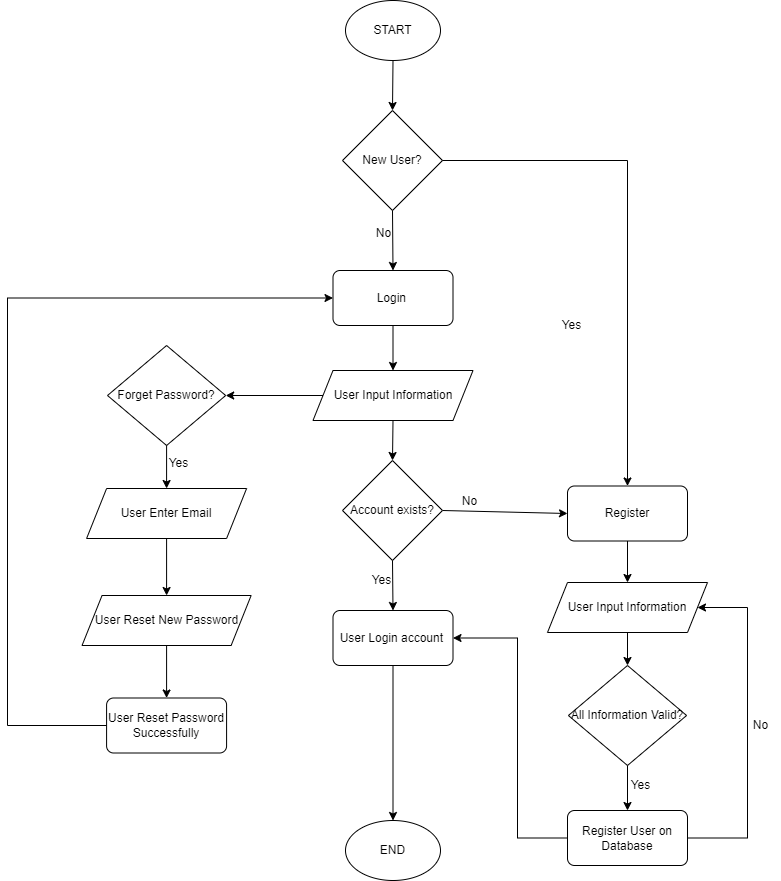 START
New User?
No
Login
Yes
Forget Password?
User Input Information
Yes
Account exists?
No
User Enter Email
Register
Yes
User Input Information
User Reset New Password
User Login account
User Reset Password
Successfully
All Information Valid?
No
Yes
Register User on
Database
END